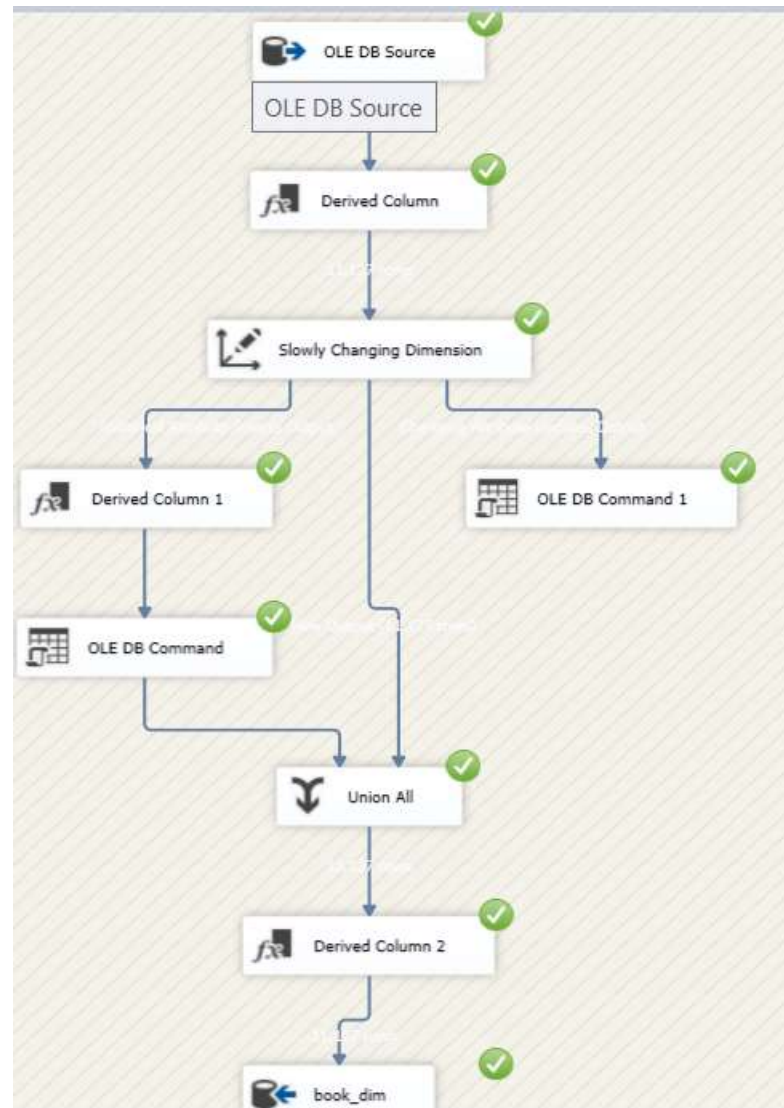 OLE DB Source
OLE DB Source
Derived Column
Slowly Changing Dimension
Derived Column 1
OLE DB Command 1
OLE DB Command
Union All
Derived Column 2
book_dim